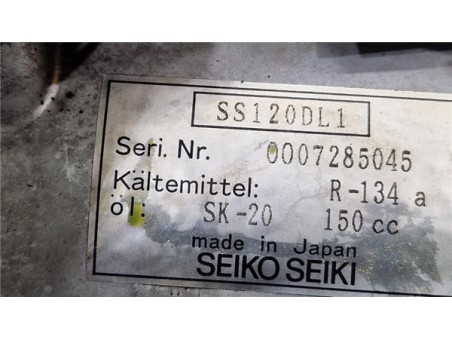 SS120DL1
Seri. Nr. 0007285045
Kältemittel: R-134 a
öl: SK-20 150 cc
made in Japan
SEIKO SEIKI